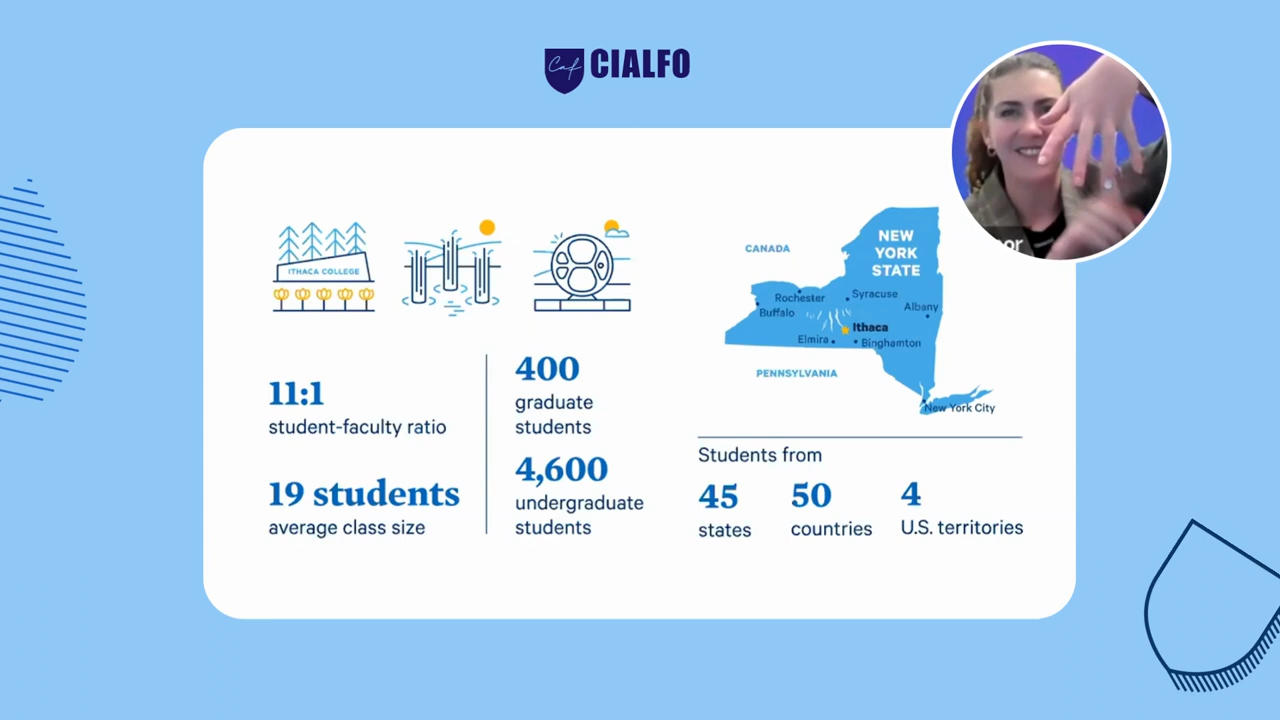 Caf CIALFO
ITHACA COLLEGE
11:1
student-faculty ratio
19 students
average class size
400
graduate
students
4,600
undergraduate
students
CANADA
NEW
YORK
STATE
Rochester
Syracuse
Buffalo
Albany
Ithaca
Elmira
Binghamton
PENNSYLVANIA
New York City
Students from
45
states
50
countries
4
U.S. territories